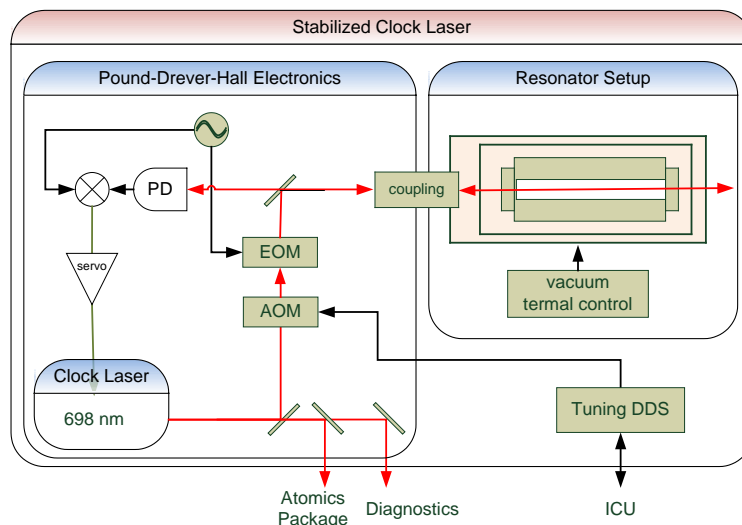 Stabilized Clock Laser
Pound-Drever-Hall Electronics
Resonator Setup
PD
coupling
EOM
servo
vacuum
termal control
AOM
Clock Laser
698 nm
Tuning DDS
Atomics
Package
Diagnostics
ICU